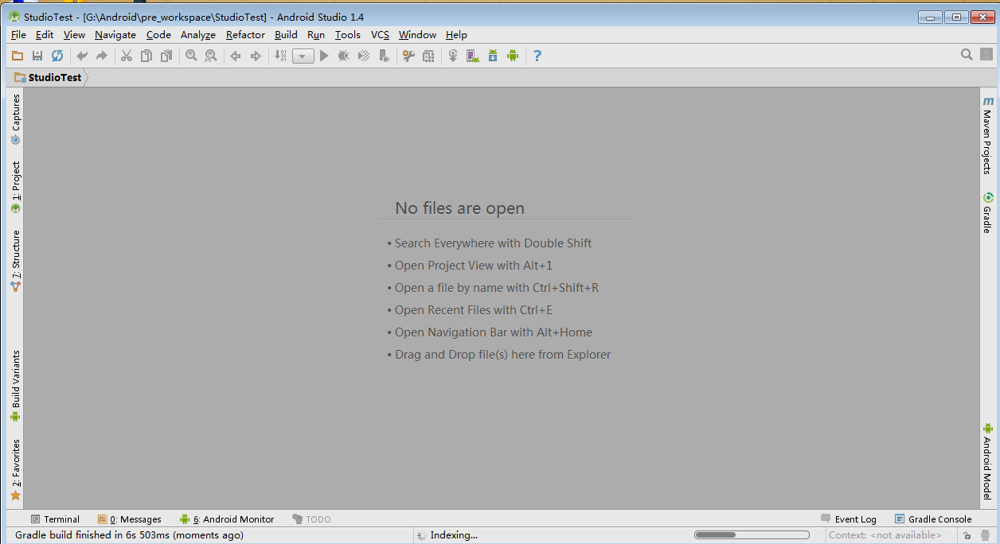 StudioTest - [G:\Android\pre_workspace\StudioTest] - Android Studio 1.4
File Edit View Navigate Code Analyze Refactor Build Run Tools VCS Window Help
StudioTest
Captures
1: Project
7: Structure
Build Variants
2: Favorites
No files are open
• Search Everywhere with Double Shift
• Open Project View with Alt+1
• Open a file by name with Ctrl+Shift+R
• Open Recent Files with Ctrl+E
• Open Navigation Bar with Alt+Home
• Drag and Drop file(s) here from Explorer
m Maven Projects
Gradle
Android Model
Terminal 0: Messages 6: Android Monitor TODO Event Log Gradle Console
Gradle build finished in 6s 503ms (moments ago) Indexing... Context: <not available>